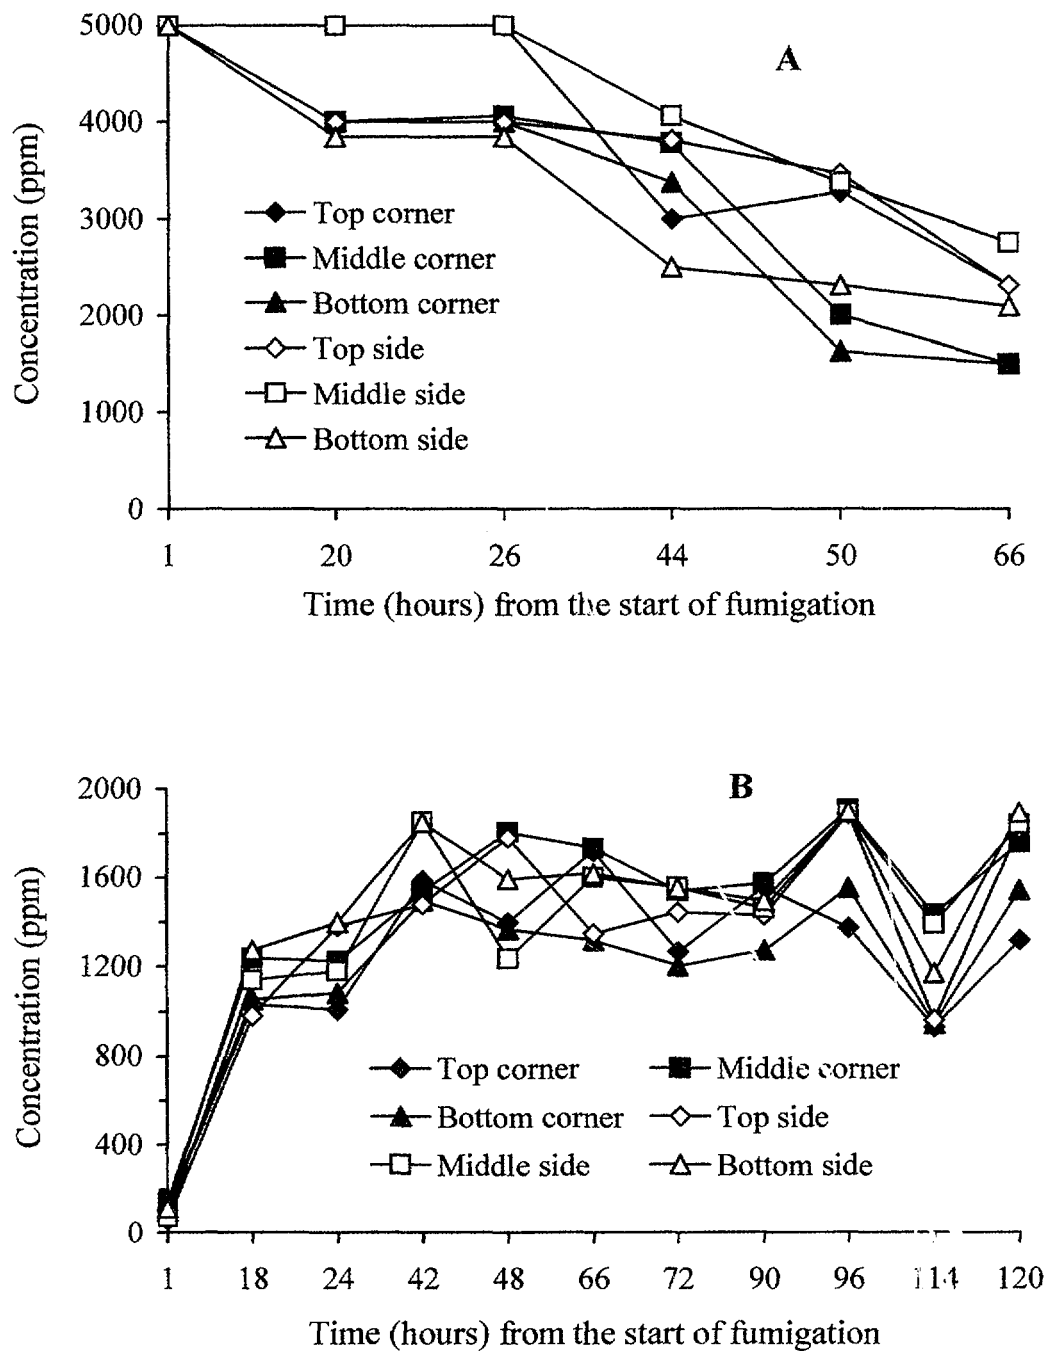 5000
A
4000
3000
2000
1000
0
Concentration (ppm)
Top corner
Middle corner
Bottom corner
Top side
Middle side
Bottom side
1 20 26 44 50 66
Time (hours) from the start of fumigation
2000
B
1600
1200
800
400
0
Concentration (ppm)
Top corner Middle corner
Bottom corner Top side
Middle side Bottom side
1 18 24 42 48 66 72 90 96 114 120
Time (hours) from the start of fumigation